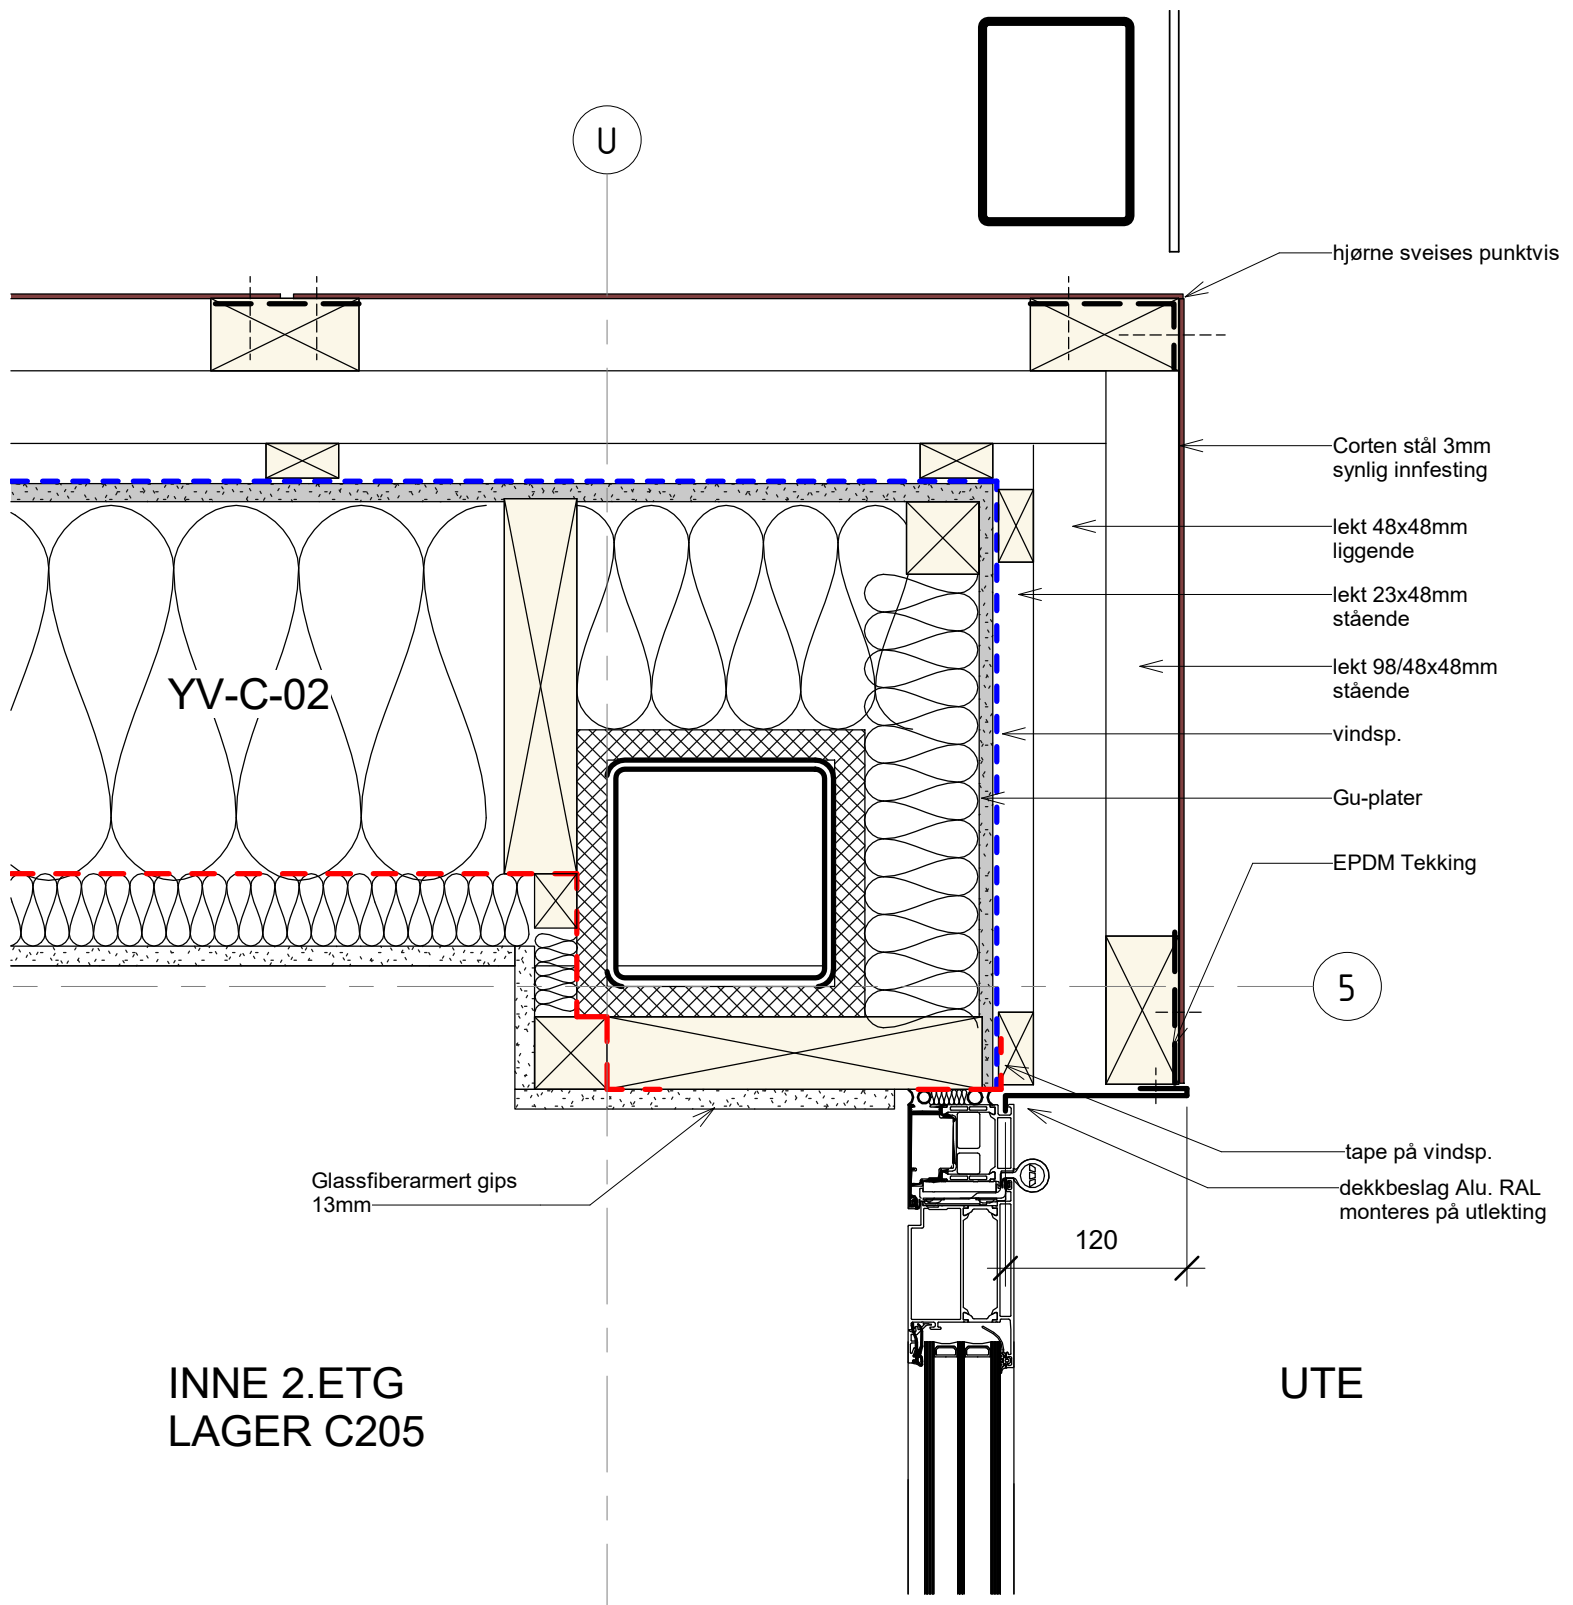 U
hjørne sveises punktvis
Corten stål 3mm
synlig innfesting
lekt 48x48mm
liggende
lekt 23x48mm
stående
YV-C-02
lekt 98/48x48mm
stående
vindsp.
Gu-plater
EPDM Tekking
5
tape på vindsp.
Glassfiberarmert gips
13mm
dekkbeslag Alu. RAL
monteres på utlekting
120
INNE 2.ETG
LAGER C205
UTE